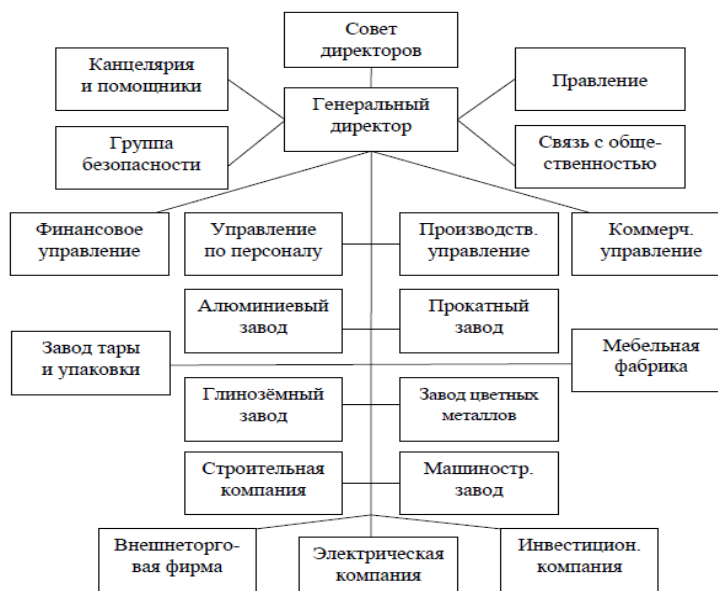 Совет
директоров
Канцелярия
и помощники
Правление
Генеральный
директор
Группа
безопасности
Связь с обще-
ственностью
Финансовое
управление
Управление
по персоналу
Производств.
управление
Коммерч.
управление
Алюминиевый
завод
Прокатный
завод
Завод тары
и упаковки
Мебельная
фабрика
Глинозёмный
завод
Завод цветных
металлов
Строительная
компания
Машиностр.
завод
Внешнеторго-
вая фирма
Электрическая
компания
Инвестицион.
компания